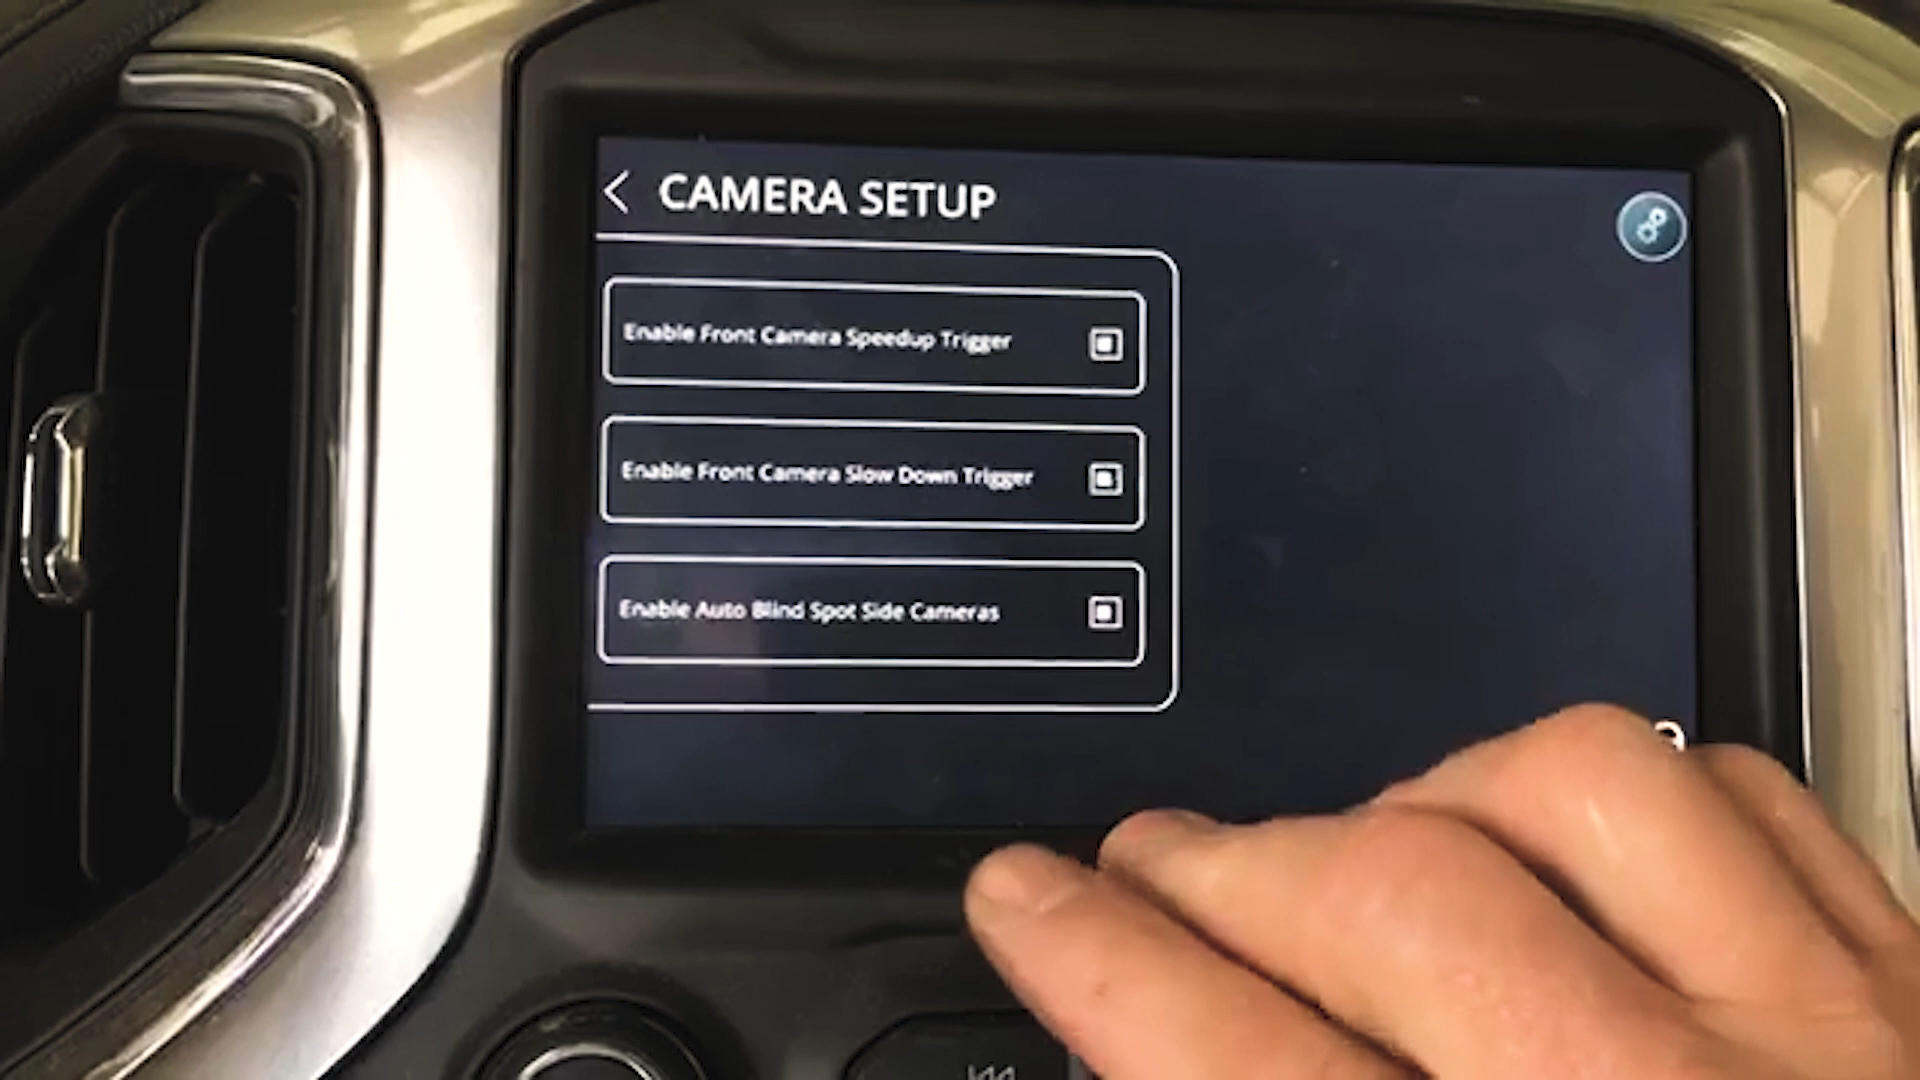 CAMERA SETUP
Enable Front Camera Speedup Trigger
Enable Front Camera Slow Down Trigger
Enable Auto Blind Spot Side Cameras